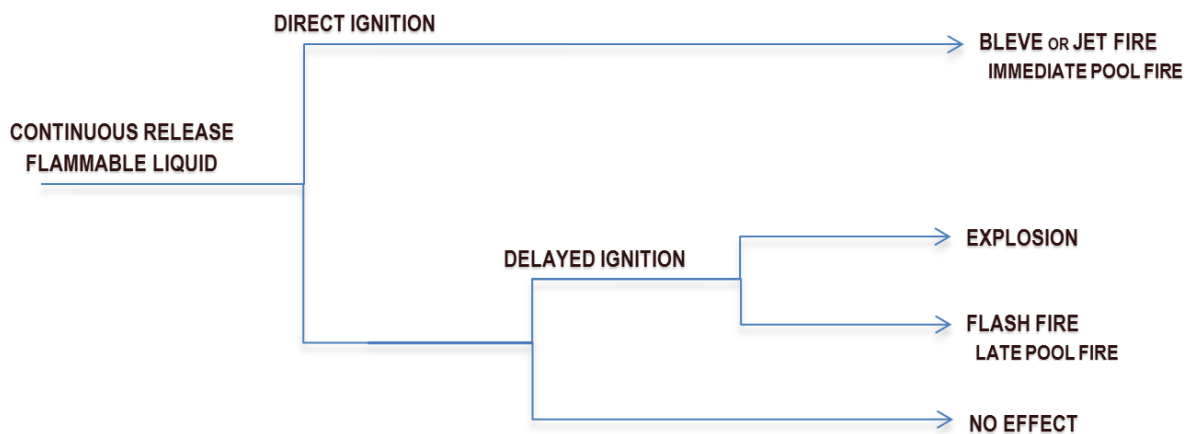 DIRECT IGNITION
BLEVE OR JET FIRE
IMMEDIATE POOL FIRE
CONTINUOUS RELEASE
FLAMMABLE LIQUID
EXPLOSION
DELAYED IGNITION
FLASH FIRE
LATE POOL FIRE
NO EFFECT